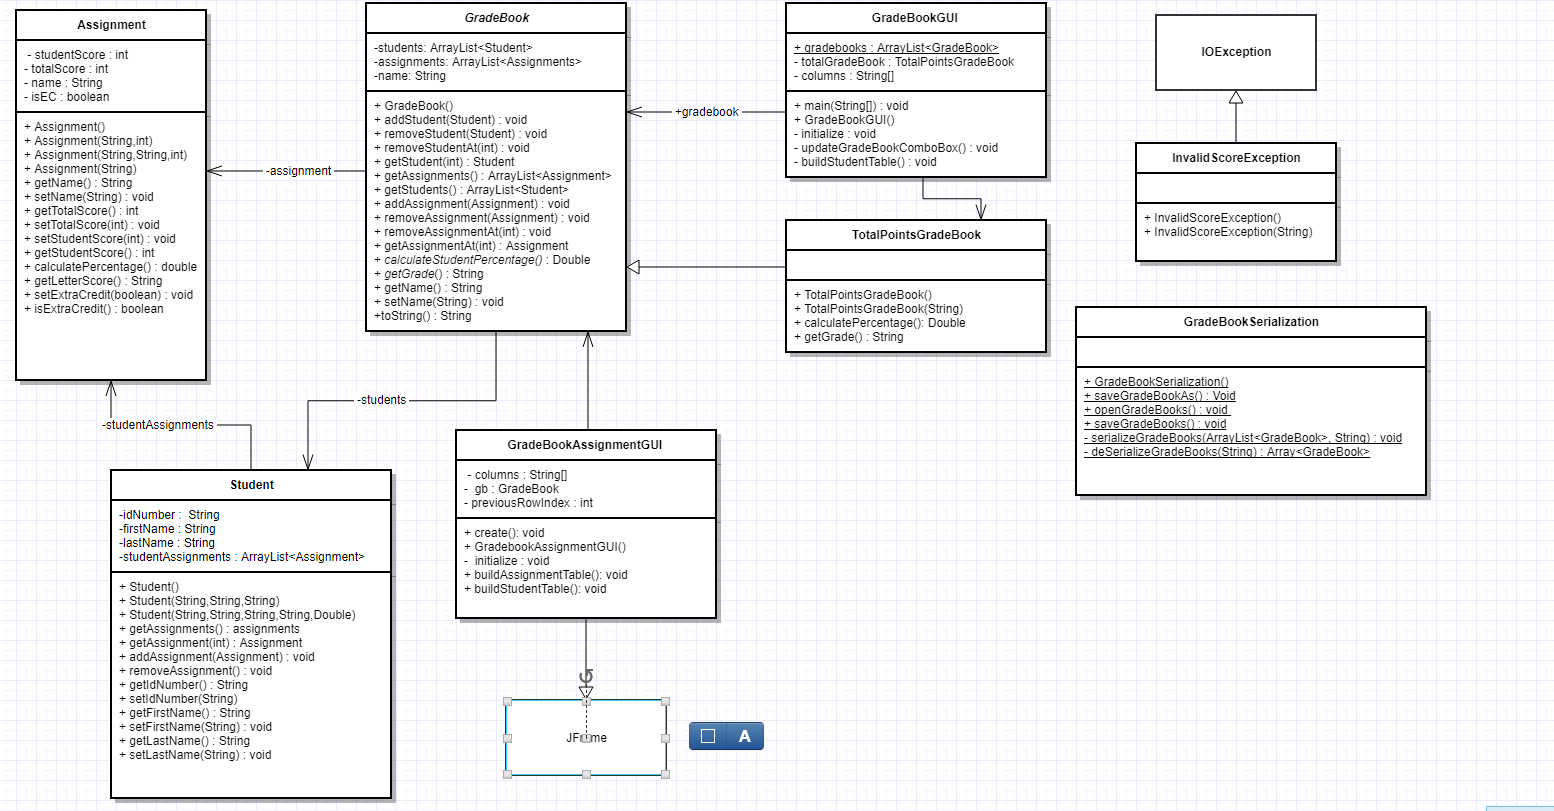 Assignment
- studentScore : int
- totalScore : int
- name : String
- isEC : boolean
+ Assignment()
+ Assignment(String,int)
+ Assignment(String,String,int)
+ Assignment(String)
+ getName() : String
+ setName(String) : void
+ getTotalScore() : int
+ setTotalScore(int) : void
+ setStudentScore(int) : void
+ getStudentScore() : int
+ calculatePercentage() : double
+ getLetterScore() : String
+ setExtraCredit(boolean) : void
+ isExtraCredit() : boolean
-assignment
GradeBook
-students: ArrayList<Student>
-assignments: ArrayList<Assignments>
-name: String
+ GradeBook()
+ addStudent(Student) : void
+ removeStudent(Student) : void
+ removeStudentAt(int) : void
+ getStudent(int) : Student
+ getAssignments() : ArrayList<Assignment>
+ getStudents() : ArrayList<Student>
+ addAssignment(Assignment) : void
+ removeAssignment(Assignment) : void
+ removeAssignmentAt(int) : void
+ getAssignmentAt(int) : Assignment
+ calculateStudentPercentage() : Double
+ getGrade() : String
+ getName() : String
+ setName(String) : void
+toString() : String
+gradebook
GradeBookGUI
+ gradebooks : ArrayList<GradeBook>
- totalGradeBook : TotalPointsGradeBook
- columns : String[]
+ main(String[]) : void
+ GradeBookGUI()
- initialize : void
- updateGradeBookComboBox() : void
- buildStudentTable() : void
TotalPointsGradeBook
+ TotalPointsGradeBook()
+ TotalPointsGradeBook(String)
+ calculatePercentage(): Double
+ getGrade() : String
IOException
InvalidScoreException
+ InvalidScoreException()
+ InvalidScoreException(String)
GradeBookSerialization
+ GradeBookSerialization()
+ saveGradeBookAs() : Void
+ openGradeBooks() : void
+ saveGradeBooks() : void
- serializeGradeBooks(ArrayList<GradeBook>, String) : void
- deSerializeGradeBooks(String) : Array<GradeBook>
-students
-studentAssignments
Student
-idNumber : String
-firstName : String
-lastName : String
-studentAssignments : ArrayList<Assignment>
+ Student()
+ Student(String,String,String)
+ Student(String,String,String,String,Double)
+ getAssignments() : assignments
+ getAssignment(int) : Assignment
+ addAssignment(Assignment) : void
+ removeAssignment() : void
+ getIdNumber() : String
+ setIdNumber(String)
+ getFirstName() : String
+ setFirstName(String) : void
+ getLastName() : String
+ setLastName(String) : void
GradeBookAssignmentGUI
- columns : String[]
- gb : GradeBook
- previousRowIndex : int
+ create(): void
+ GradebookAssignmentGUI()
- initialize : void
+ buildAssignmentTable(): void
+ buildStudentTable(): void
JFrame
A